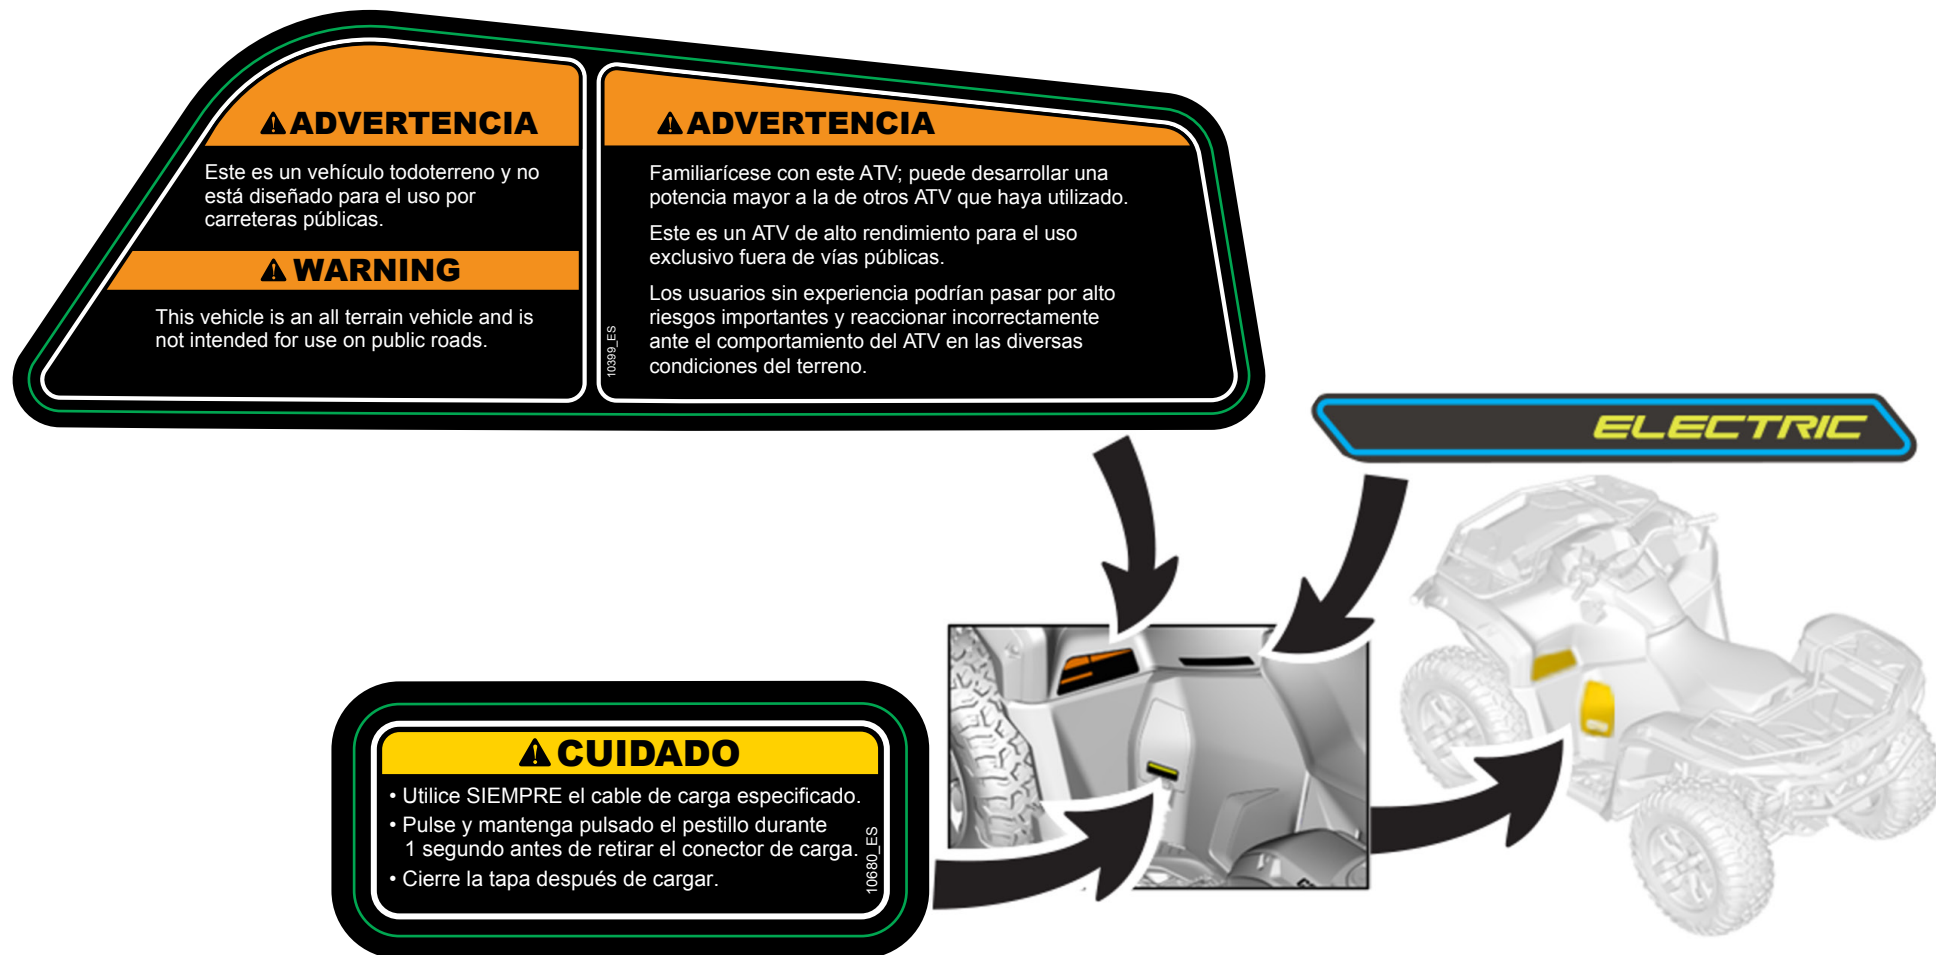 ADVERTENCIA
Este es un vehículo todoterreno y no
está diseñado para el uso por
carreteras públicas.
WARNING
This vehicle is an all terrain vehicle and is
not intended for use on public roads.
ADVERTENCIA
Familiarícese con este ATV; puede desarrollar una
potencia mayor a la de otros ATV que haya utilizado.
Este es un ATV de alto rendimiento para el uso
exclusivo fuera de vías públicas.
Los usuarios sin experiencia podrían pasar por alto
riesgos importantes y reaccionar incorrectamente
ante el comportamiento del ATV en las diversas
condiciones del terreno.
10399_ES
ELECTRIC
CUIDADO
• Utilice SIEMPRE el cable de carga especificado.
• Pulse y mantenga pulsado el pestillo durante
1 segundo antes de retirar el conector de carga.
• Cierre la tapa después de cargar.
10680_ES